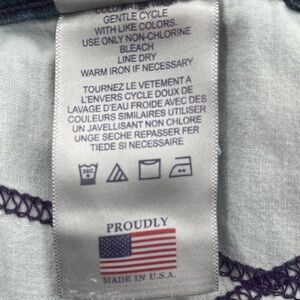 COLD WATER
GENTLE CYCLE
WITH LIKE COLORS.
USE ONLY NON-CHLORINE
BLEACH
LINE DRY
WARM IRON IF NECESSARY
TOURNEZ LE VETEMENT A
L'ENVERS CYCLE DOUX DE
LAVAGE D'EAU FROIDE AVEC DES
COULEURS SIMILAIRES UTILISER
UN JAVELLISANT NON CHLORE
UNGE SECHE REPASSER FER
TIEDE SI NECESSAIRE
PROUDLY
MADE IN U.S.A.